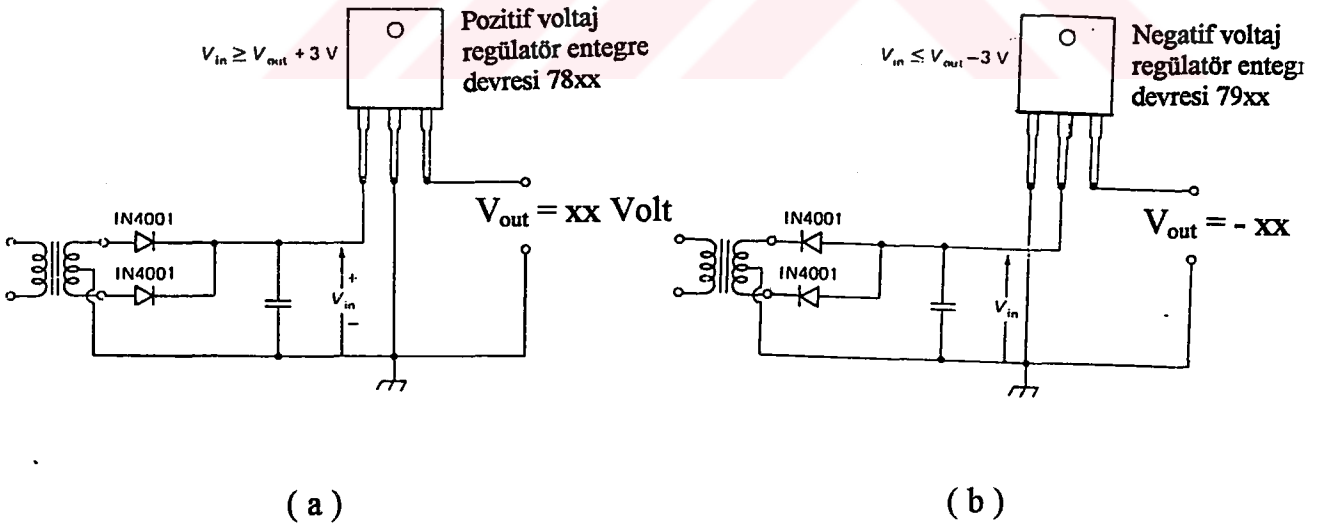 Pozitif voltaj
regülatör entegre
devresi 78xx
V_in ≥ V_out + 3 V
IN4001
IN4001
+
V_in
−
V_out = xx Volt
( a )
Negatif voltaj
regülatör enteg
devresi 79xx
V_in ≤ V_out −3 V
IN4001
IN4001
V_in
V_out = - xx
( b )